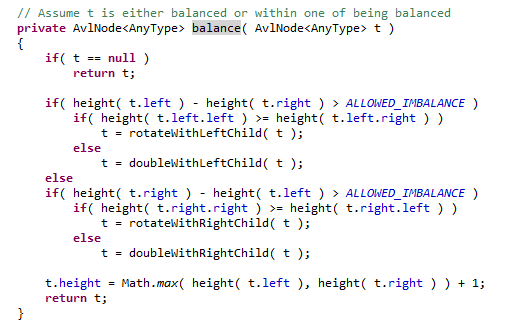 // Assume t is either balanced or within one of being balanced
private AvlNode<AnyType> balance( AvlNode<AnyType> t )
{
    if( t == null )
        return t;

    if( height( t.left ) - height( t.right ) > ALLOWED_IMBALANCE )
        if( height( t.left.left ) >= height( t.left.right ) )
            t = rotateWithLeftChild( t );
        else
            t = doubleWithLeftChild( t );
    else
    if( height( t.right ) - height( t.left ) > ALLOWED_IMBALANCE )
        if( height( t.right.right ) >= height( t.right.left ) )
            t = rotateWithRightChild( t );
        else
            t = doubleWithRightChild( t );

    t.height = Math.max( height( t.left ), height( t.right ) ) + 1;
    return t;
}